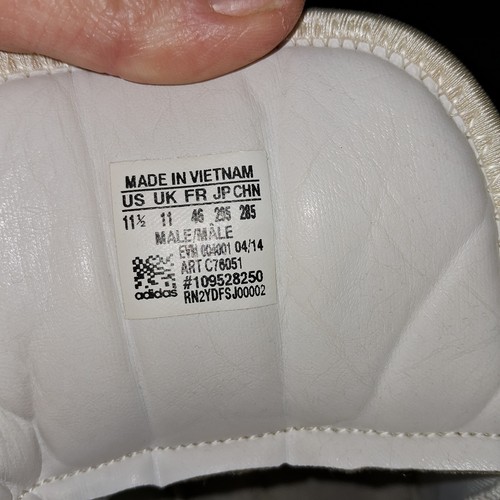 MADE IN VIETNAM
US UK FR JP CHN
11½ 11 46 285
MALE/MÂLE
EVN 004001 04/14
ART C76051
#109528250
adidas RN2YDFSJ00002